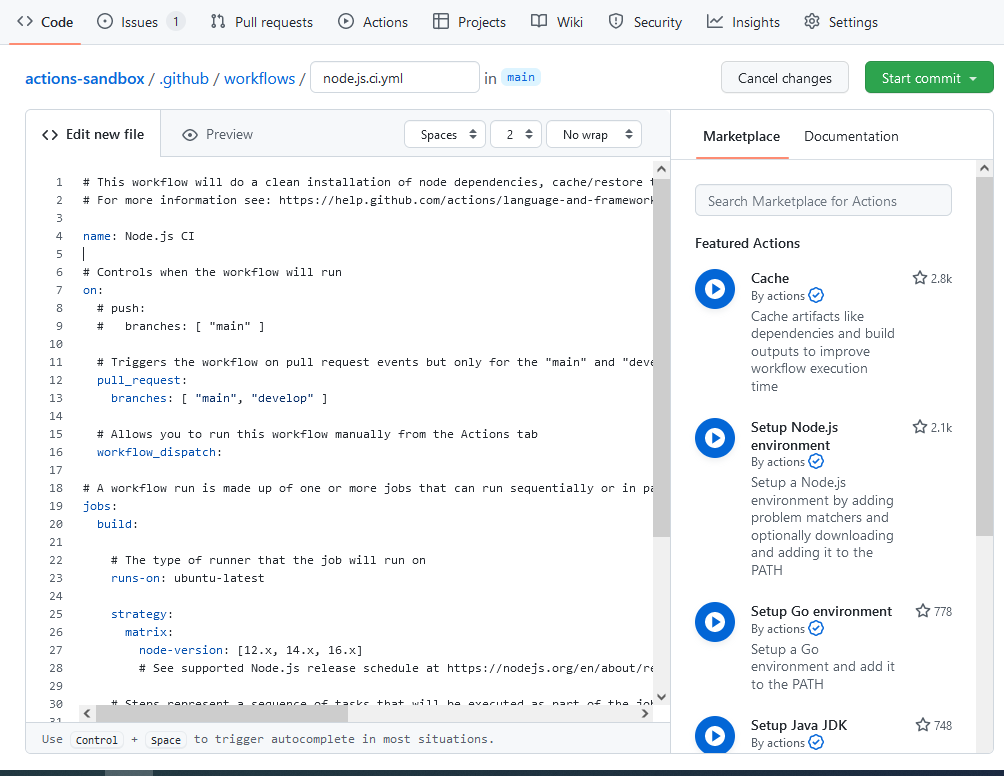 Code Issues 1 Pull requests Actions Projects Wiki Security Insights Settings
actions-sandbox / .github / workflows / node.js.ci.yml in main Cancel changes Start commit
Edit new file Preview Spaces 2 No wrap
1 # This workflow will do a clean installation of node dependencies, cache/restore t
2 # For more information see: https://help.github.com/actions/language-and-framework
3
4 name: Node.js CI
5
6 # Controls when the workflow will run
7 on:
8 # push:
9 #   branches: [ "main" ]
10
11 # Triggers the workflow on pull request events but only for the "main" and "deve
12 pull_request:
13 branches: [ "main", "develop" ]
14
15 # Allows you to run this workflow manually from the Actions tab
16 workflow_dispatch:
17
18 # A workflow run is made up of one or more jobs that can run sequentially or in pa
19 jobs:
20 build:
21
22 # The type of runner that the job will run on
23 runs-on: ubuntu-latest
24
25 strategy:
26 matrix:
27 node-version: [12.x, 14.x, 16.x]
28 # See supported Node.js release schedule at https://nodejs.org/en/about/re
29
30 # Steps represent a sequence of tasks that will be executed as part of the job
31
Use Control + Space to trigger autocomplete in most situations.
Marketplace Documentation
Search Marketplace for Actions
Featured Actions
Cache 2.8k
By actions
Cache artifacts like
dependencies and build
outputs to improve
workflow execution
time
Setup Node.js 2.1k
environment
By actions
Setup a Node.js
environment by adding
problem matchers and
optionally downloading
and adding it to the
PATH
Setup Go environment 778
By actions
Setup a Go
environment and add it
to the PATH
Setup Java JDK 748
By actions